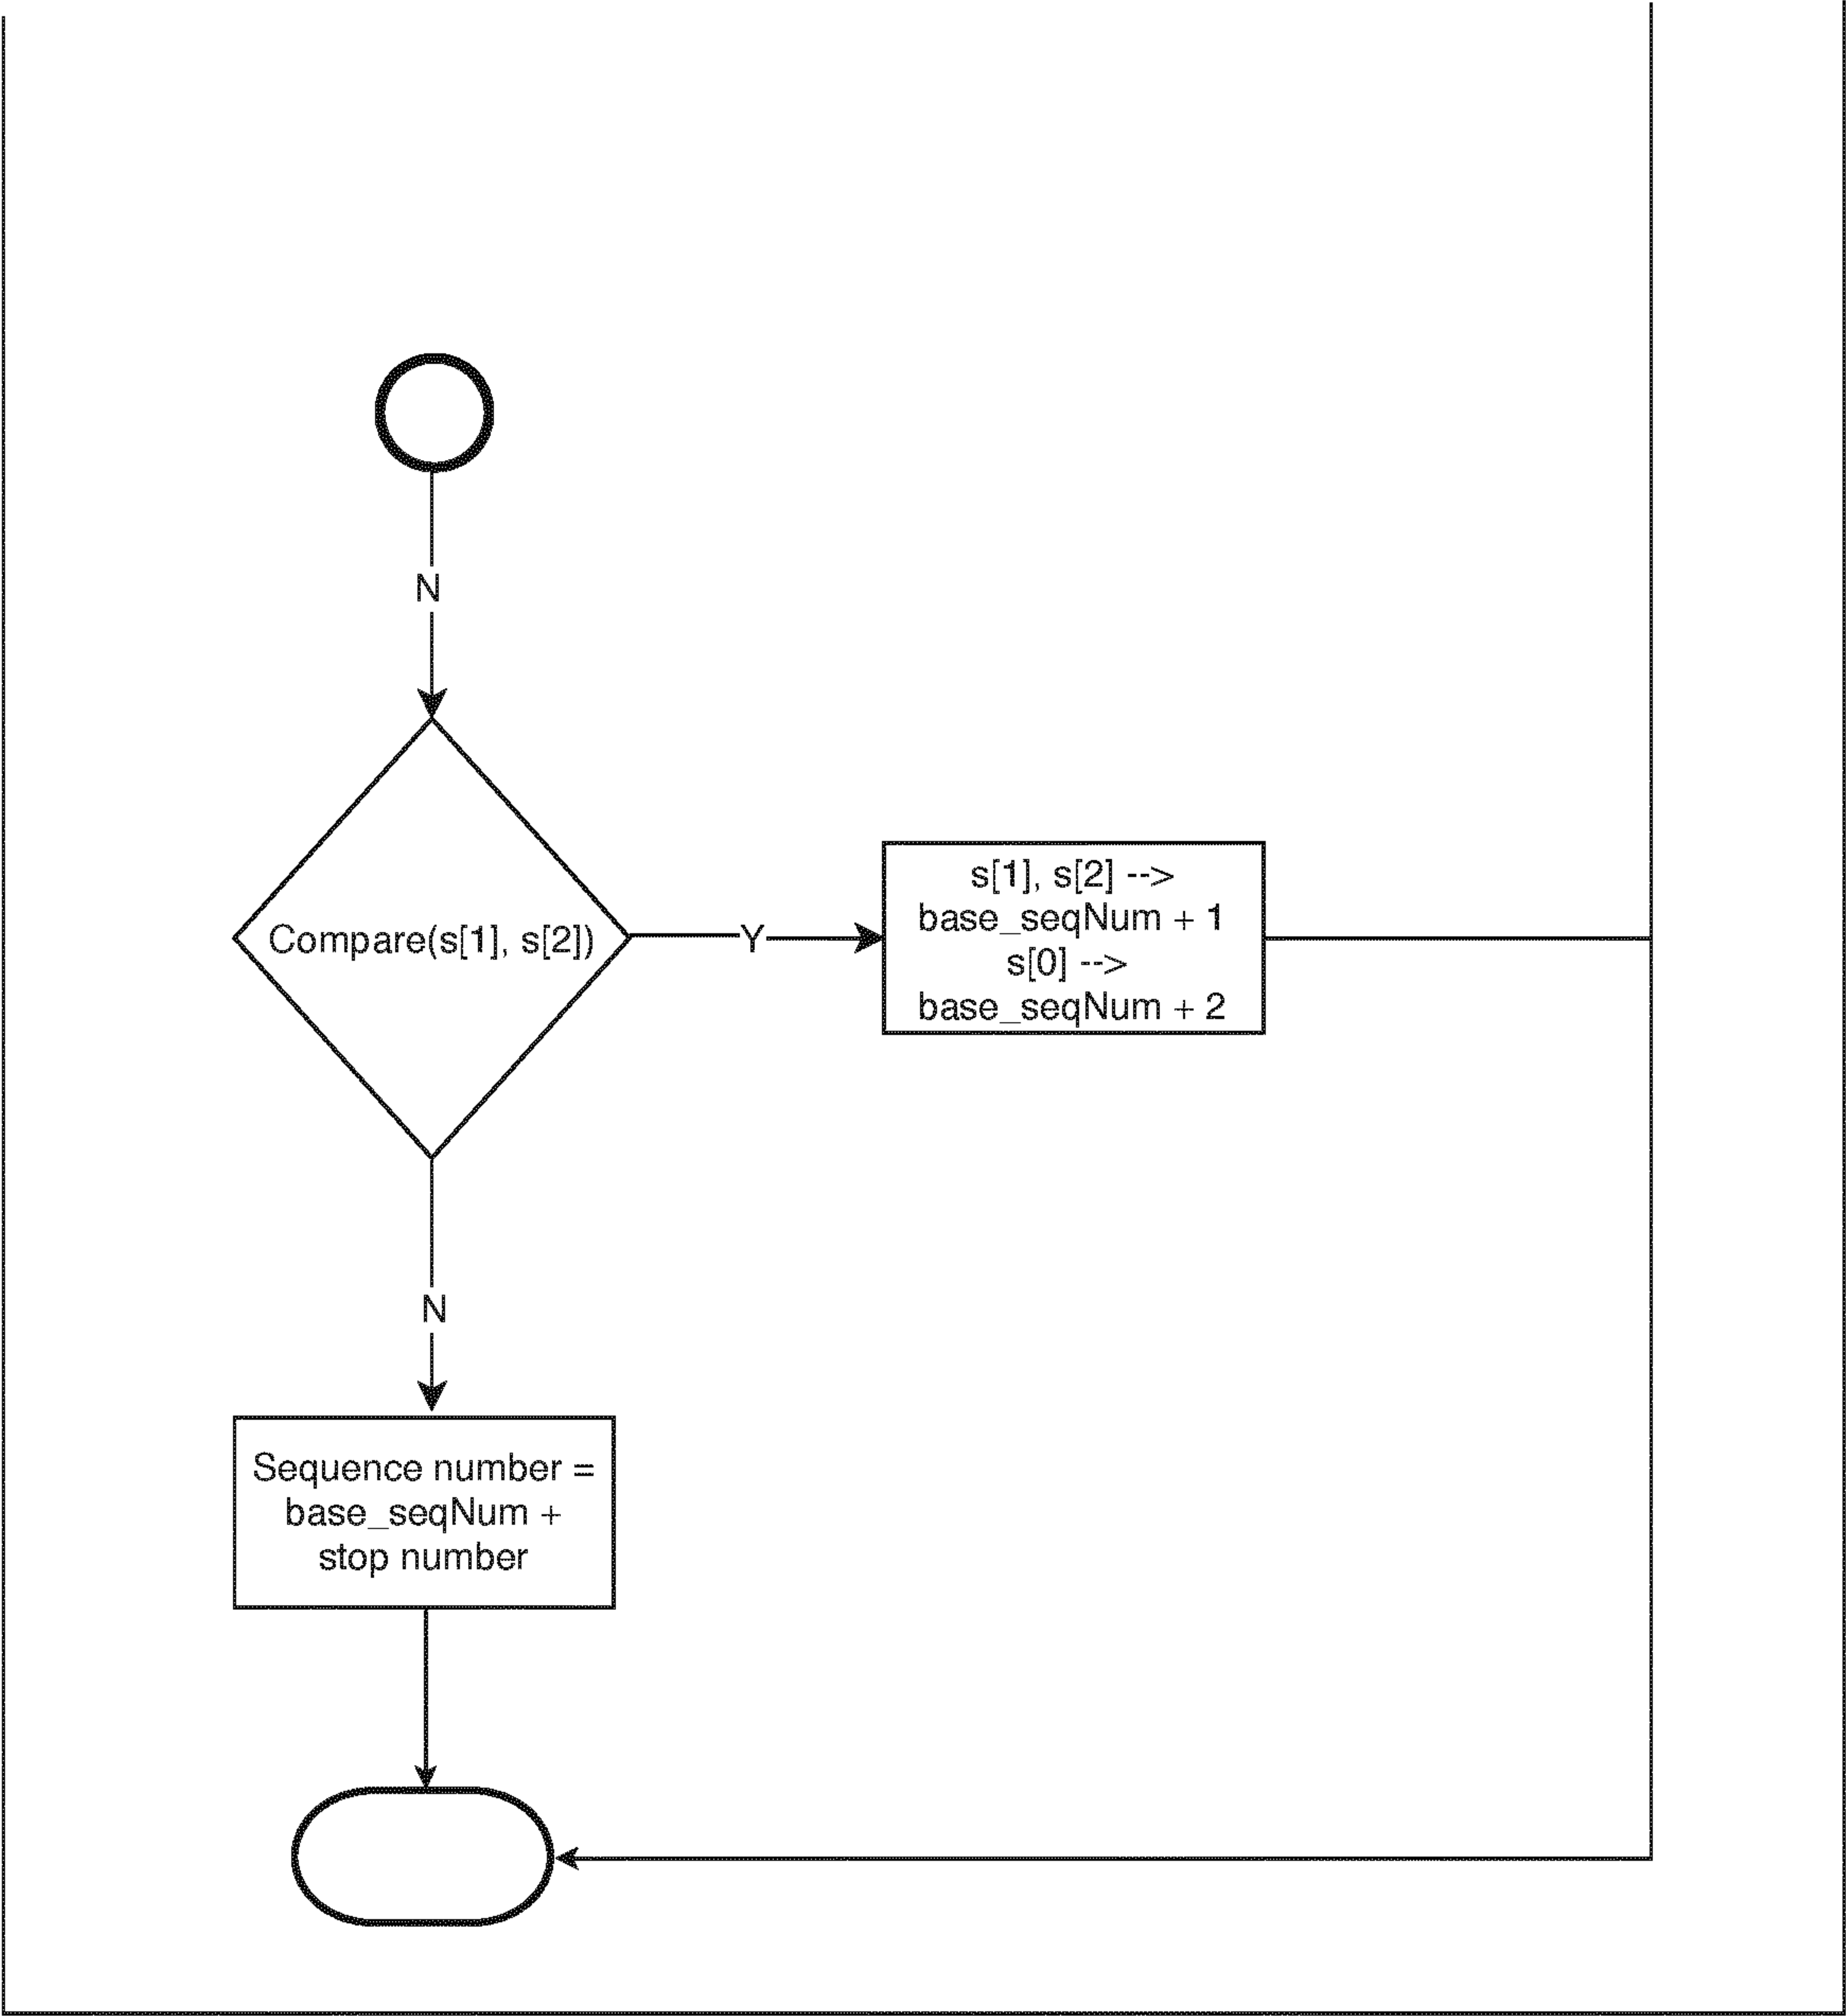 N
Compare(s[1], s[2])
Y
s[1], s[2] -->
base_seqNum + 1
s[0] -->
base_seqNum + 2
N
Sequence number =
base_seqNum +
stop number